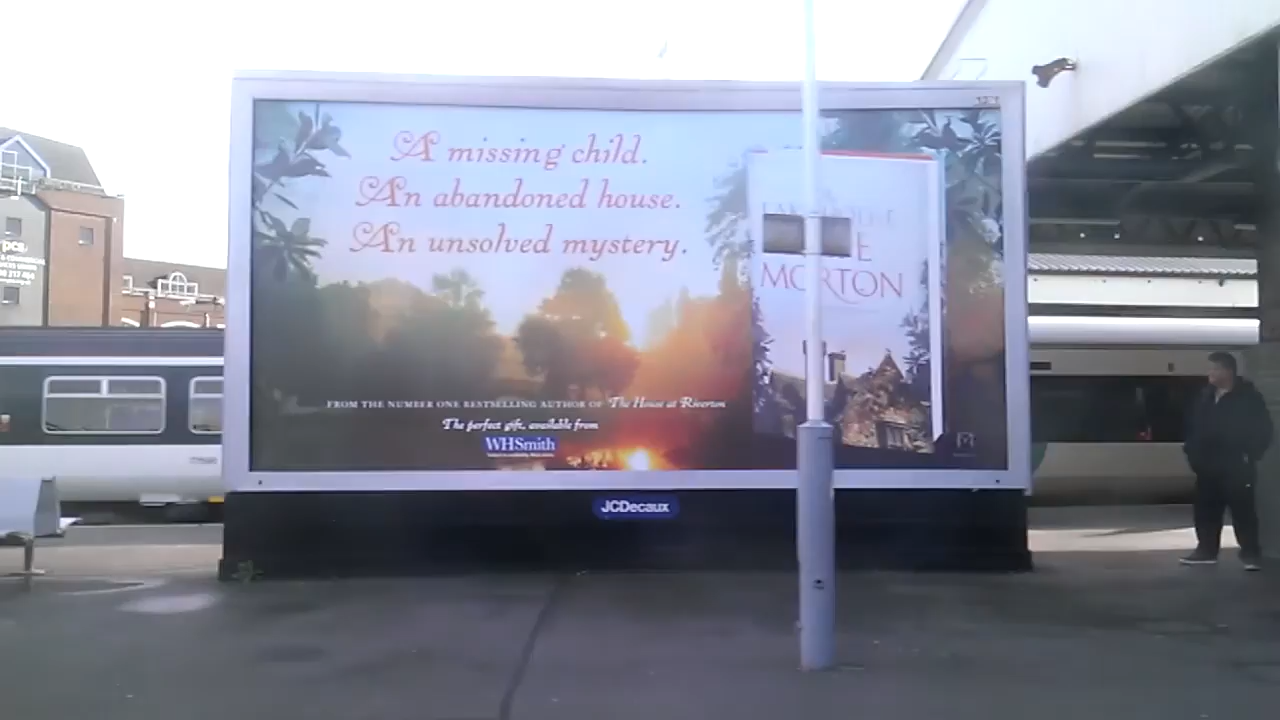 A missing child.
An abandoned house.
An unsolved mystery.
MORTON
FROM THE NUMBER ONE BESTSELLING AUTHOR OF The House at Riverton
The perfect gift, available from
WHSmith
JCDecaux
pcs